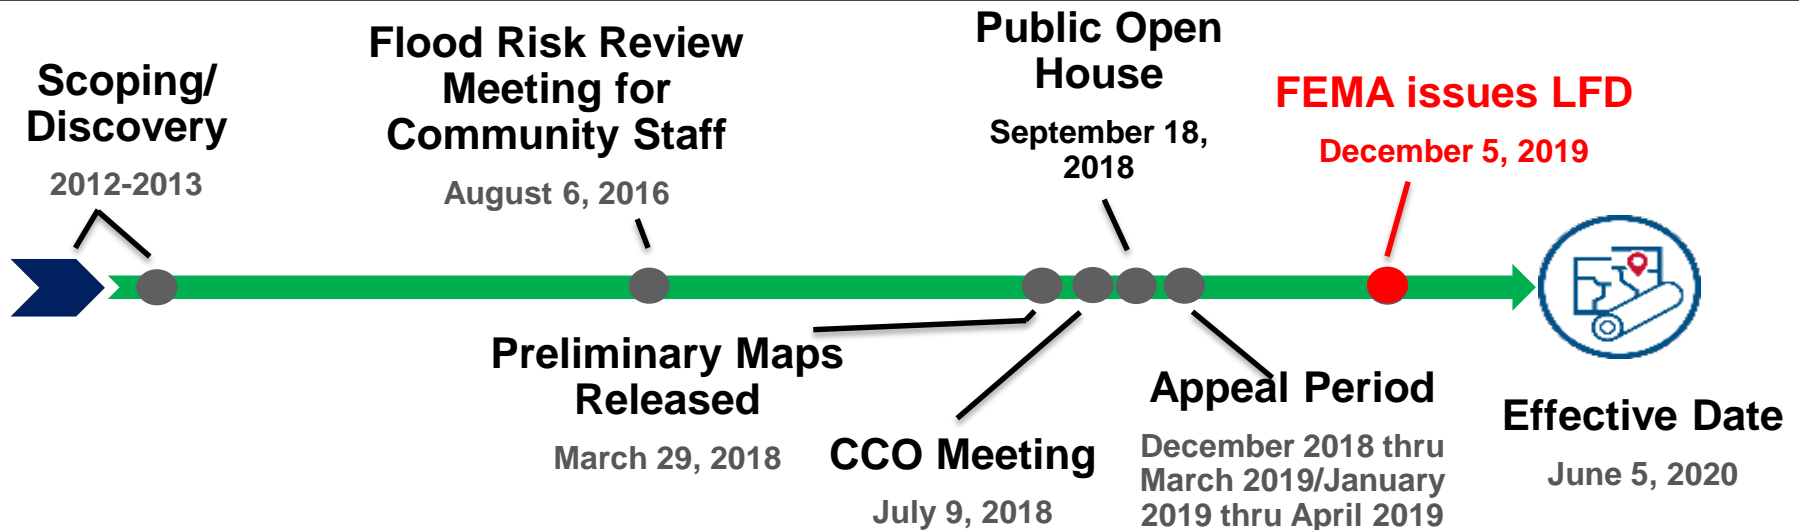 Scoping/
Discovery
2012-2013
Flood Risk Review
Meeting for
Community Staff
August 6, 2016
Preliminary Maps
Released
March 29, 2018
CCO Meeting
July 9, 2018
Public Open
House
September 18,
2018
Appeal Period
December 2018 thru
March 2019/January
2019 thru April 2019
FEMA issues LFD
December 5, 2019
Effective Date
June 5, 2020